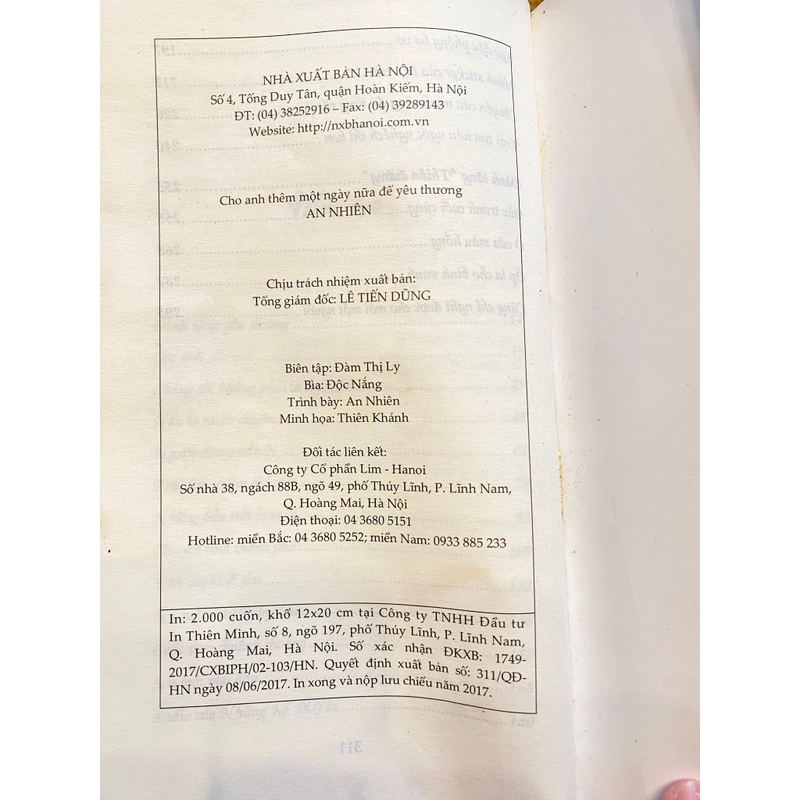 NHÀ XUẤT BẢN HÀ NỘI
Số 4, Tống Duy Tân, quận Hoàn Kiếm, Hà Nội
ĐT: (04) 38252916 – Fax: (04) 39289143
Website: http://nxbhanoi.com.vn
Cho anh thêm một ngày nữa để yêu thương
AN NHIÊN
Chịu trách nhiệm xuất bản:
Tổng giám đốc: LÊ TIẾN DŨNG
Biên tập: Đàm Thị Ly
Bìa: Độc Nắng
Trình bày: An Nhiên
Minh họa: Thiên Khánh
Đối tác liên kết:
Công ty Cổ phần Lim - Hanoi
Số nhà 38, ngách 88B, ngõ 49, phố Thúy Lĩnh, P. Lĩnh Nam,
Q. Hoàng Mai, Hà Nội
Điện thoại: 04 3680 5151
Hotline: miền Bắc: 04 3680 5252; miền Nam: 0933 885 233
In: 2.000 cuốn, khổ 12x20 cm tại Công ty TNHH Đầu tư
In Thiên Minh, số 8, ngõ 197, phố Thúy Lĩnh, P. Lĩnh Nam,
Q. Hoàng Mai, Hà Nội. Số xác nhận ĐKXB: 1749-
2017/CXBIPH/02-103/HN. Quyết định xuất bản số: 311/QĐ-
HN ngày 08/06/2017. In xong và nộp lưu chiểu năm 2017.